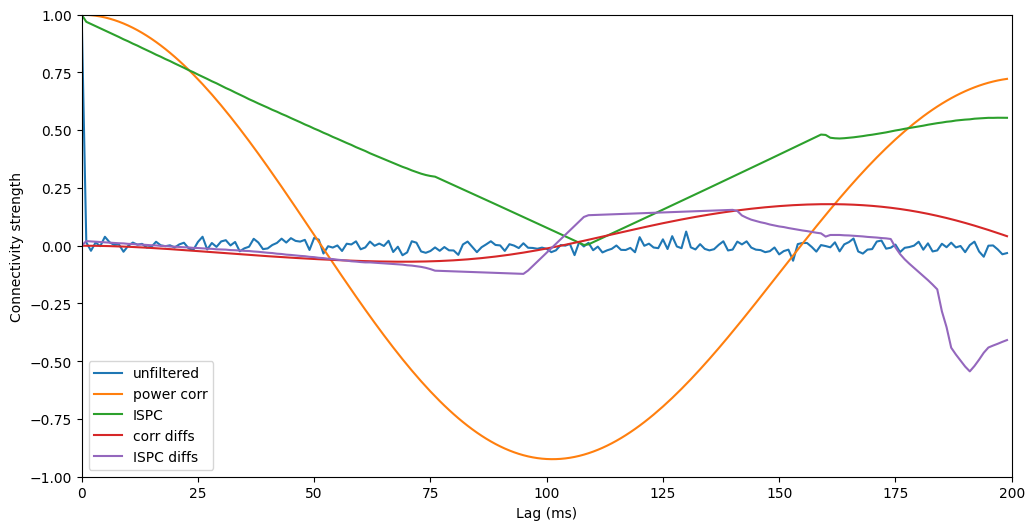 1.00
0.75
0.50
0.25
0.00
−0.25
−0.50
−0.75
−1.00
Connectivity strength
unfiltered
power corr
ISPC
corr diffs
ISPC diffs
0 25 50 75 100 125 150 175 200
Lag (ms)